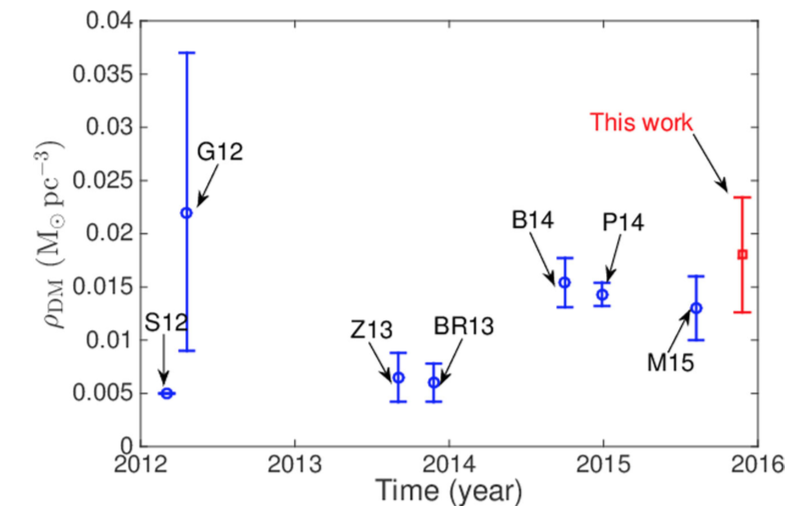 0.04
0.035
0.03
0.025
0.02
0.015
0.01
0.005
0
ρDM (M⊙ pc−3)
G12
This work
B14
P14
S12
Z13
BR13
M15
2012
2013
2014
2015
2016
Time (year)